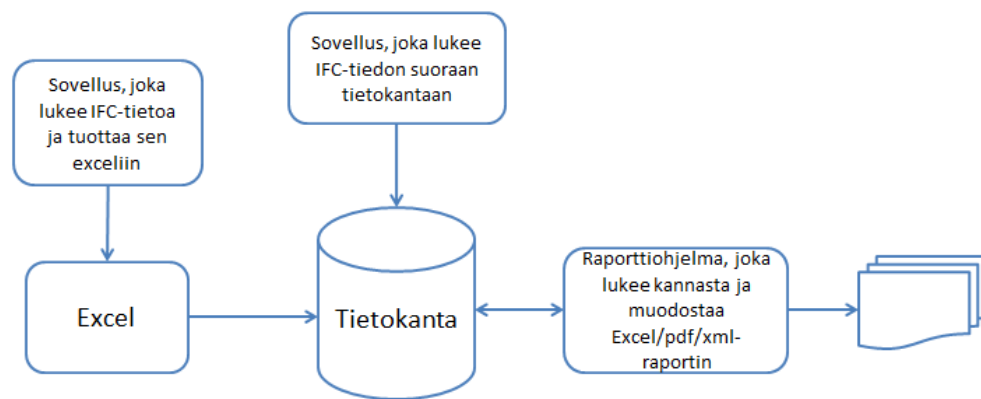 Sovellus, joka
lukee IFC-tietoa
ja tuottaa sen
exceliin
Sovellus, joka lukee
IFC-tiedon suoraan
tietokantaan
Excel
Tietokanta
Raporttiohjelma, joka
lukee kannasta ja
muodostaa
Excel/pdf/xml-
raportin